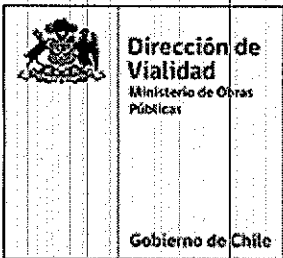 Dirección de
Vialidad
Ministerio de Obras
Públicas
Gobierno de Chile